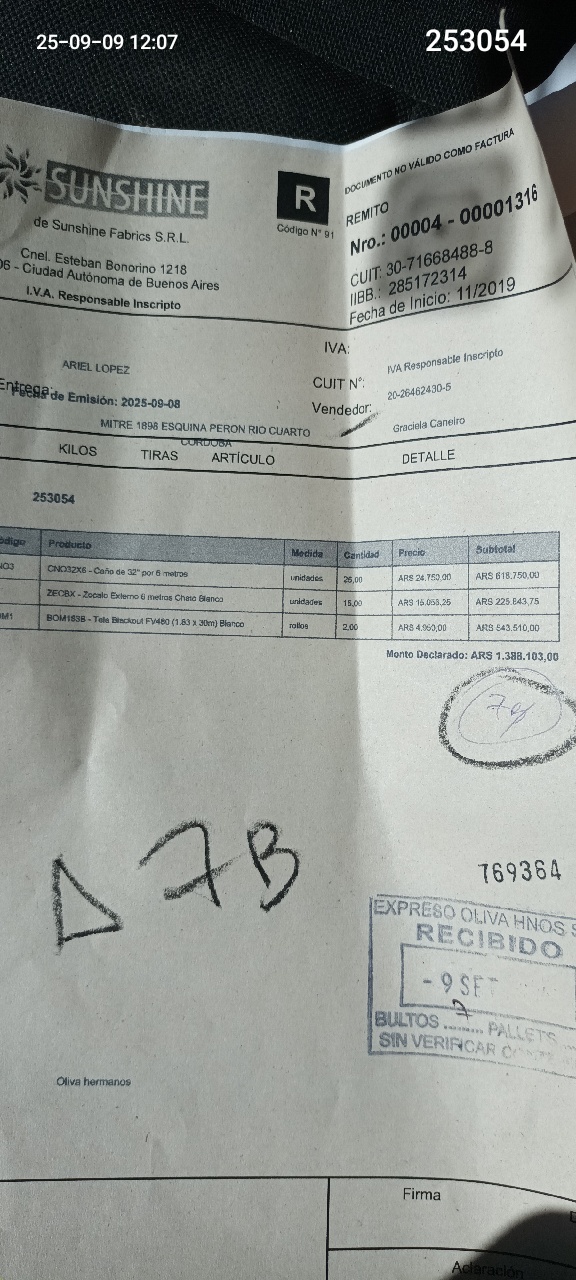 25-09-09 12:07
253054
SUNSHINE
de Sunshine Fabrics S.R.L.
Cnel. Esteban Bonorino 1218
06 - Ciudad Autónoma de Buenos Aires
I.V.A. Responsable Inscripto
R
Código N° 91
DOCUMENTO NO VÁLIDO COMO FACTURA
REMITO
Nro.: 00004 - 00001316
CUIT: 30-71668488-8
IIBB.: 285172314
Fecha de Inicio: 11/2019
ARIEL LOPEZ
Entrega:
Fecha de Emisión: 2025-09-08
MITRE 1898 ESQUINA PERON RIO CUARTO
CORDOBA
IVA: IVA Responsable Inscripto
CUIT N°: 20-26462430-5
Vendedor: Graciela Caneiro
KILOS TIRAS ARTÍCULO DETALLE
253054
Producto Medida Cantidad Precio Subtotal
CNO32X6 - Caño de 32" por 6 metros unidades 25,00 ARS 24.750,00 ARS 618.750,00
ZECBX - Zocalo Externo 6 metros Chato Blanco unidades 15,00 ARS 15.056,25 ARS 225.843,75
BOM183B - Tela Blackout FV480 (1.83 x 30m) Blanco rollos 2,00 ARS 4.950,00 ARS 543.510,00
Monto Declarado: ARS 1.388.103,00
7B
769364
EXPRESO OLIVA HNOS S
RECIBIDO
- 9 SET
7
BULTOS ........ PALLETS
SIN VERIFICAR
Oliva hermanos
Firma
Aclaración